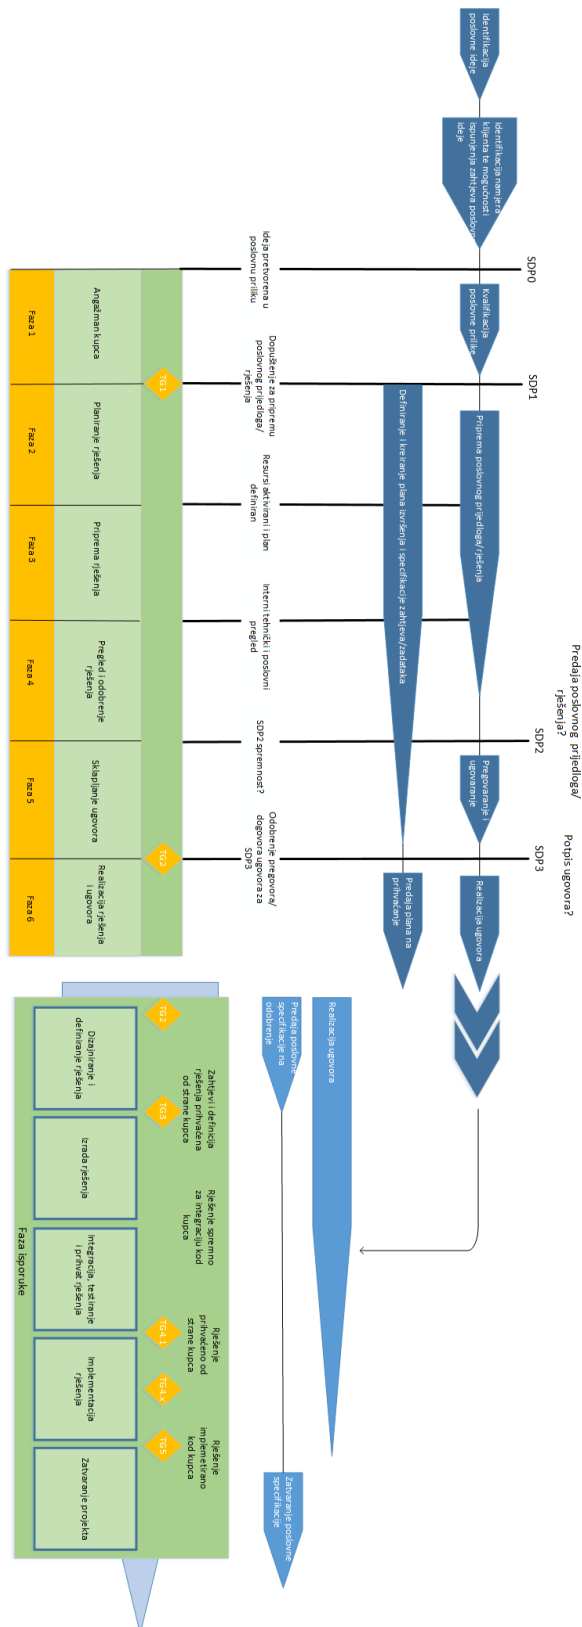 Identifikacija
poslovne ideje
Identifikacija namjera
klijenta te mogućnosti
ispunjenja zahtjeva poslovne
ideje
SDP0
Kvalifikacija
poslovne prilike
SDP1
Priprema poslovnog prijedloga/rješenja
Predaja poslovnog prijedloga/
rješenja?
SDP2
Pregovaranje i
ugovaranje
Potpis ugovora?
SDP3
Realizacija ugovora
Definiranje i kreiranje plana izvršenja i specifikacije zahtjeva/zadataka
Predaja plana na
prihvaćanje
Ideja pretvorena u
poslovnu priliku
Dopuštenje za pripremu
poslovnog prijedloga/
rješenja
Resursi aktivirani i plan
definiran
Interni tehnički i poslovni
pregled
SDP2 spremnost?
Odobrenje pregovora/
dogovora ugovora za
SDP3
TG1
TG2
Angažman kupca
Planiranje rješenja
Priprema rješenja
Pregled i odobrenje
rješenja
Sklapljanje ugovora
Realizacija rješenja
i ugovora
Faza 1
Faza 2
Faza 3
Faza 4
Faza 5
Faza 6
Realizacija ugovora
Predaja poslovne
specifikacije na
odobrenje
Zatvaranje poslovne
specifikacije
Zahtjevi i definicija
rješenja prihvaćena
od strane kupca
Rješenje spremno
za integraciju kod
kupca
Rješenje
prihvaćeno od
strane kupca
Rješenje
implemetirano
kod kupca
TG2
TG3
TG4.1
TG4.x
TG5
Dizajniranje i
definiranje rješenja
Izrada rješenja
Integracija, testiranje
i prihvat rješenja
Implementacija
rješenja
Zatvaranje projekta
Faza isporuke